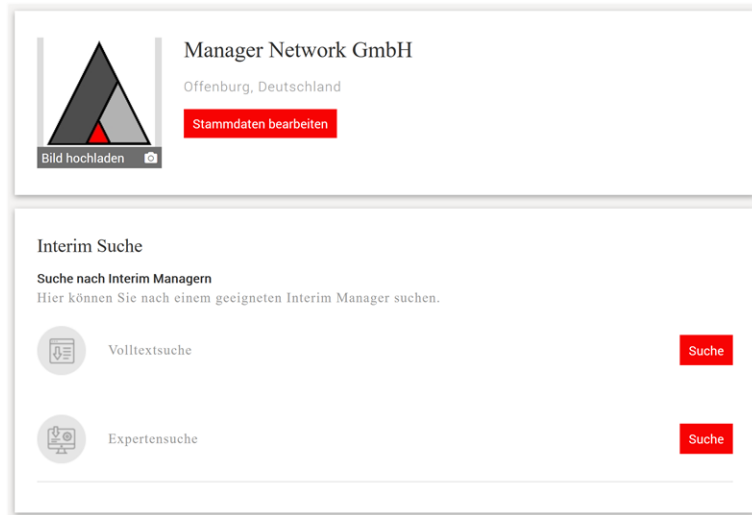 Manager Network GmbH
Offenburg, Deutschland
Stammdaten bearbeiten
Bild hochladen
Interim Suche
Suche nach Interim Managern
Hier können Sie nach einem geeigneten Interim Manager suchen.
Volltextsuche
Suche
Expertensuche
Suche